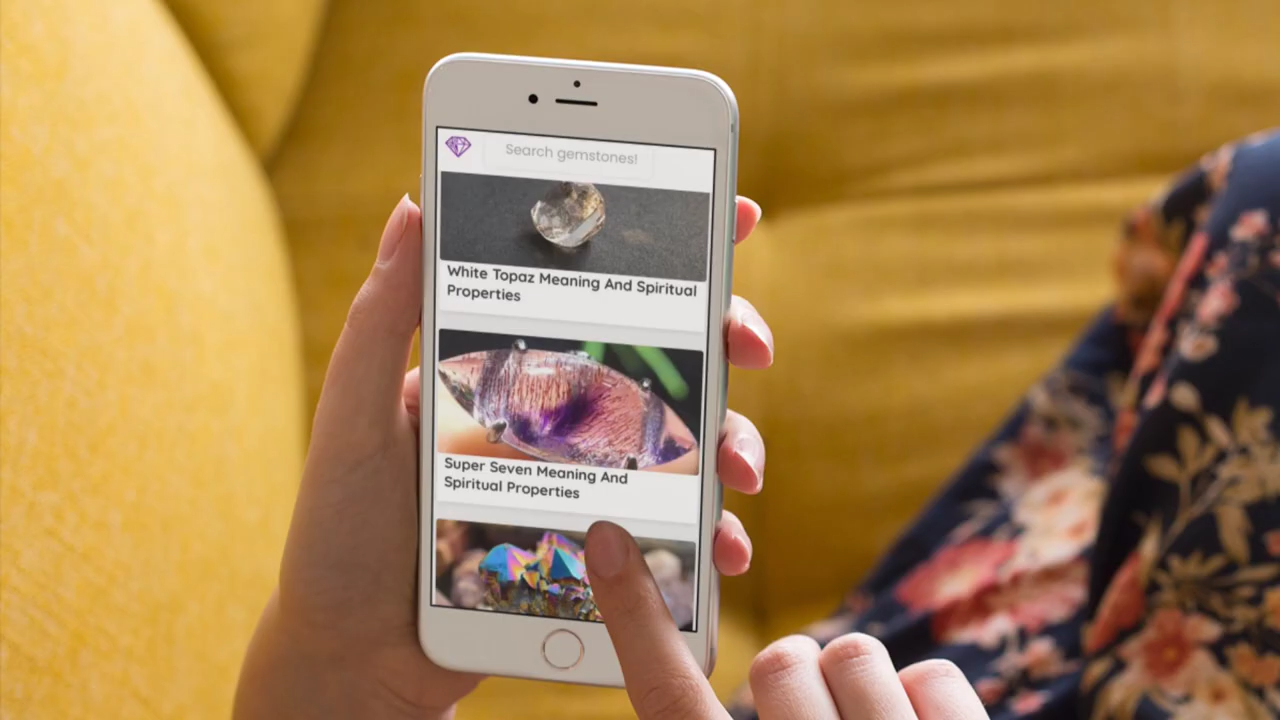 Search gemstones!
White Topaz Meaning And Spiritual
Properties
Super Seven Meaning And
Spiritual Properties